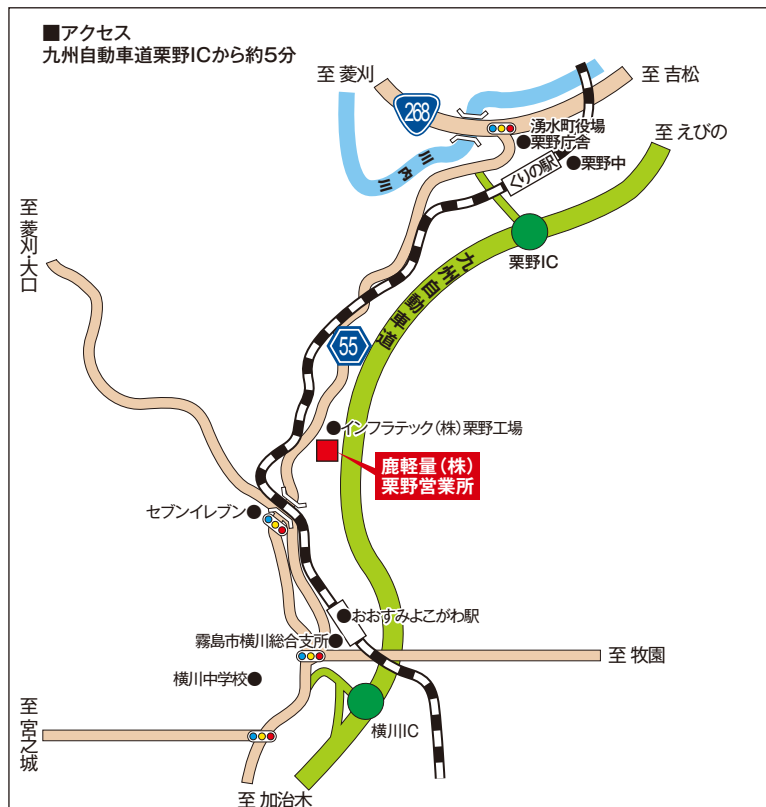 ■アクセス
九州自動車道栗野ICから約5分
至 菱刈
至 吉松
268
湧水町役場
栗野庁舎
至 えびの
川内川
くりの駅
栗野中
至 菱刈・大口
栗野IC
九州自動車道
55
インフラテック(株)栗野工場
鹿軽量(株)
栗野営業所
セブンイレブン
おおすみよこがわ駅
霧島市横川総合支所
至 牧園
横川中学校
至 宮之城
横川IC
至 加治木